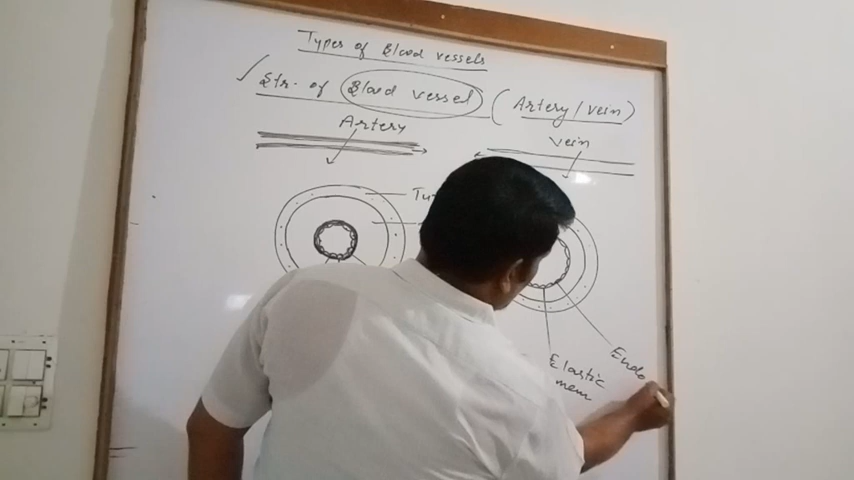 Types of Blood vessels
Str. of Blood vessel (Artery/vein)
Artery
vein
Tu
Elastic
mem
Endo